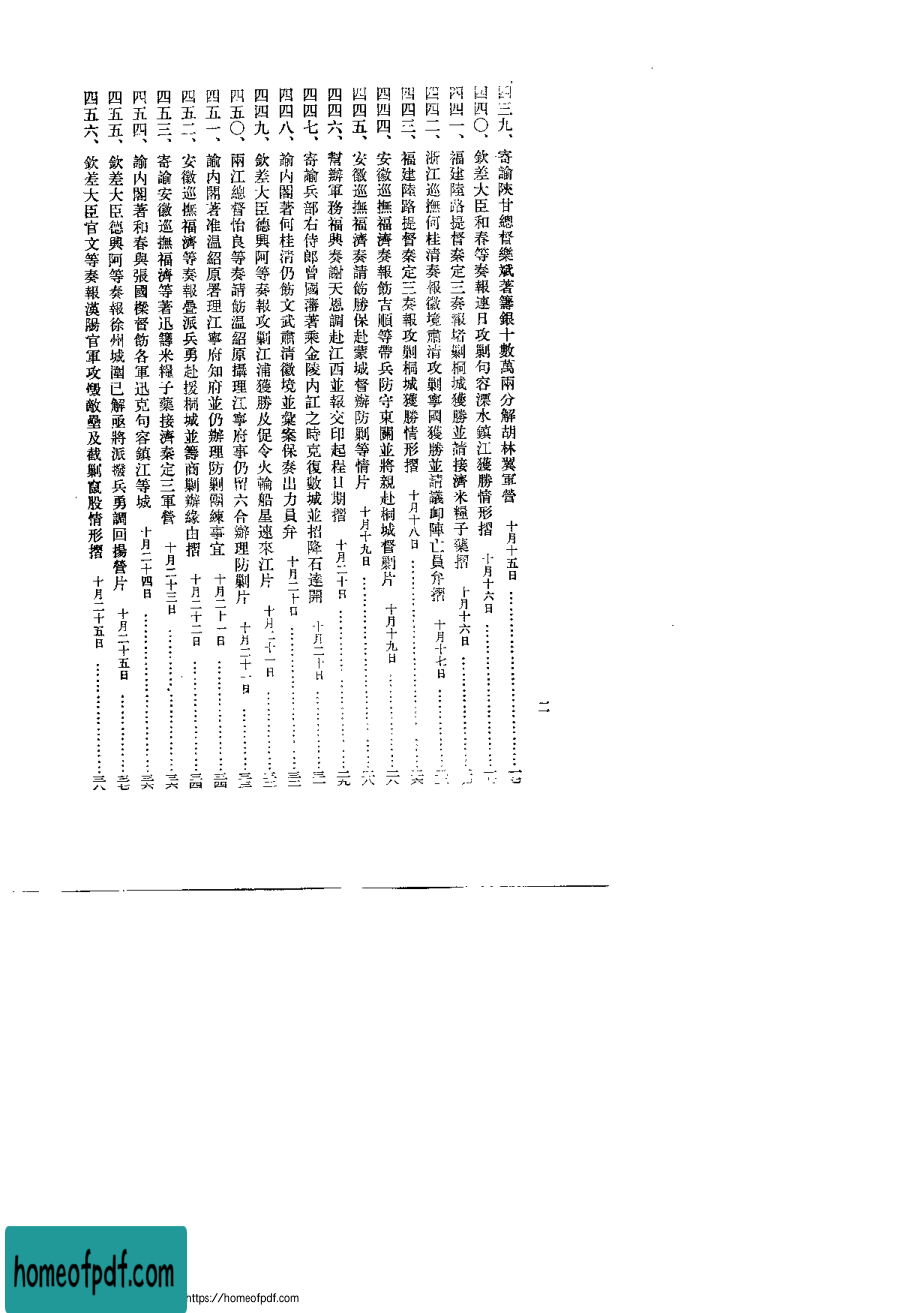 四三九、寄諭陝甘總督樂斌著籌銀十數萬兩分解胡林翼軍營 十月十五日……一七
四四〇、欽差大臣和春等奏報連日攻剿句容溧水鎮江獲勝情形摺 十月十六日……
四四一、福建陸路提督秦定三奏報堵剿桐城獲勝並請接濟米糧子藥摺 十月十六日……
四四二、浙江巡撫何桂清奏報徽境肅清攻剿寧國獲勝並請議卹陣亡員弁摺 十月十七日……
四四三、福建陸路提督秦定三奏報攻剿桐城獲勝情形摺 十月十八日……
四四四、安徽巡撫福濟奏報飭吉順等帶兵防守東關並將親赴桐城督剿片 十月十九日……二六
四四五、安徽巡撫福濟奏請飭勝保赴蒙城督辦防剿等情片 十月十九日……二八
四四六、幫辦軍務福興奏謝天恩調赴江西並報交印起程日期摺 十月二十日……二九
四四七、寄諭兵部右侍郎曾國藩著乘金陵內訌之時克復數城並招降石達開 十月二十日……三一
四四八、諭內閣著何桂清仍飭文武肅清徽境並彙案保奏出力員弁 十月二十日……三二
四四九、欽差大臣德興阿等奏報攻剿江浦獲勝及促令火輪船星速來江片 十月二十一日……
四五〇、兩江總督怡良等奏請飭溫紹原攝理江寧府事仍留六合辦理防剿片 十月二十一日……
四五一、諭內閣著准溫紹原署理江寧府知府並仍辦理防剿團練事宜 十月二十一日……三四
四五二、安徽巡撫福濟等奏報疊派兵勇赴援桐城並籌商剿辦緣由摺 十月二十二日……三四
四五三、寄諭安徽巡撫福濟等著迅籌米糧子藥接濟秦定三軍營 十月二十三日……三六
四五四、諭內閣著和春與張國樑督飭各軍迅克句容鎮江等城 十月二十四日……三六
四五五、欽差大臣德興阿等奏報徐州城圍已解亟將派撥兵勇調回揚營片 十月二十五日……三七
四五六、欽差大臣官文等奏報漢陽官軍攻燬敵壘及截剿竄股情形摺 十月二十五日……三八
二
homeofpdf.com
https://homeofpdf.com